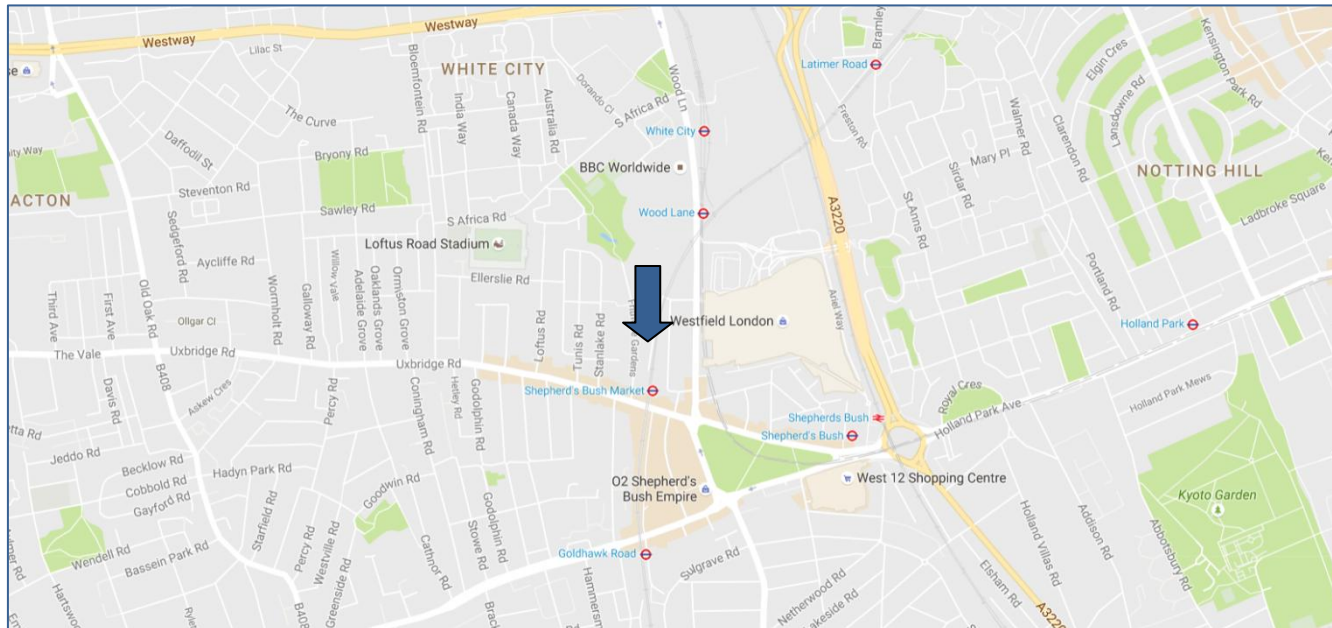 Westway
Westway
Lilac St
WHITE CITY
Bloemfontein Rd
India Way
Canada Way
Australia Rd
Dorando Cl
S Africa Rd
Wood Ln
Latimer Road
Bramley
Elgin Cres
Lansdowne Rd
Kensington Park Rd
The Curve
Daffodil St
Bryony Rd
White City
BBC Worldwide
Freston Rd
Walmer Rd
Clarendon Rd
Mary Pl
Sirdar Rd
NOTTING HILL
ACTON
Steventon Rd
Sawley Rd
S Africa Rd
Wood Lane
A3220
St Anns Rd
Ladbroke Square
Sedgeford Rd
Loftus Road Stadium
Aycliffe Rd
Ellerslie Rd
Old Oak Rd
Wormholt Rd
Galloway Rd
Willow Vale
Adelaide Grove
Oaklands Grove
Ormiston Grove
Portland Rd
Ariel Way
Third Ave
First Ave
Ollgar Cl
Loftus Rd
Tunis Rd
Stanlake Rd
Gardens
Westfield London
Holland Park
The Vale
Uxbridge Rd
Uxbridge Rd
B408
Davis Rd
Askew Cres
Percy Rd
Coningham Rd
Hetley Rd
Godolphin Rd
Shepherd's Bush Market
Royal Cres
Holland Park Ave
Holland Park Mews
Shepherds Bush
Shepherd's Bush
Jeddo Rd
Becklow Rd
Hadyn Park Rd
Cobbold Rd
Gayford Rd
Goodwin Rd
O2 Shepherd's
Bush Empire
West 12 Shopping Centre
Kyoto Garden
Starfield Rd
Godolphin Rd
Stowe Rd
Cathnor Rd
Wendell Rd
Bassein Park Rd
Percy Rd
Westville Rd
Greenside Rd
Goldhawk Road
Sulgrave Rd
Holland Villas Rd
Addison Rd
Abbotsbury Rd
Elsham Rd
Netherwood Rd
Lakeside Rd
B408
A3220